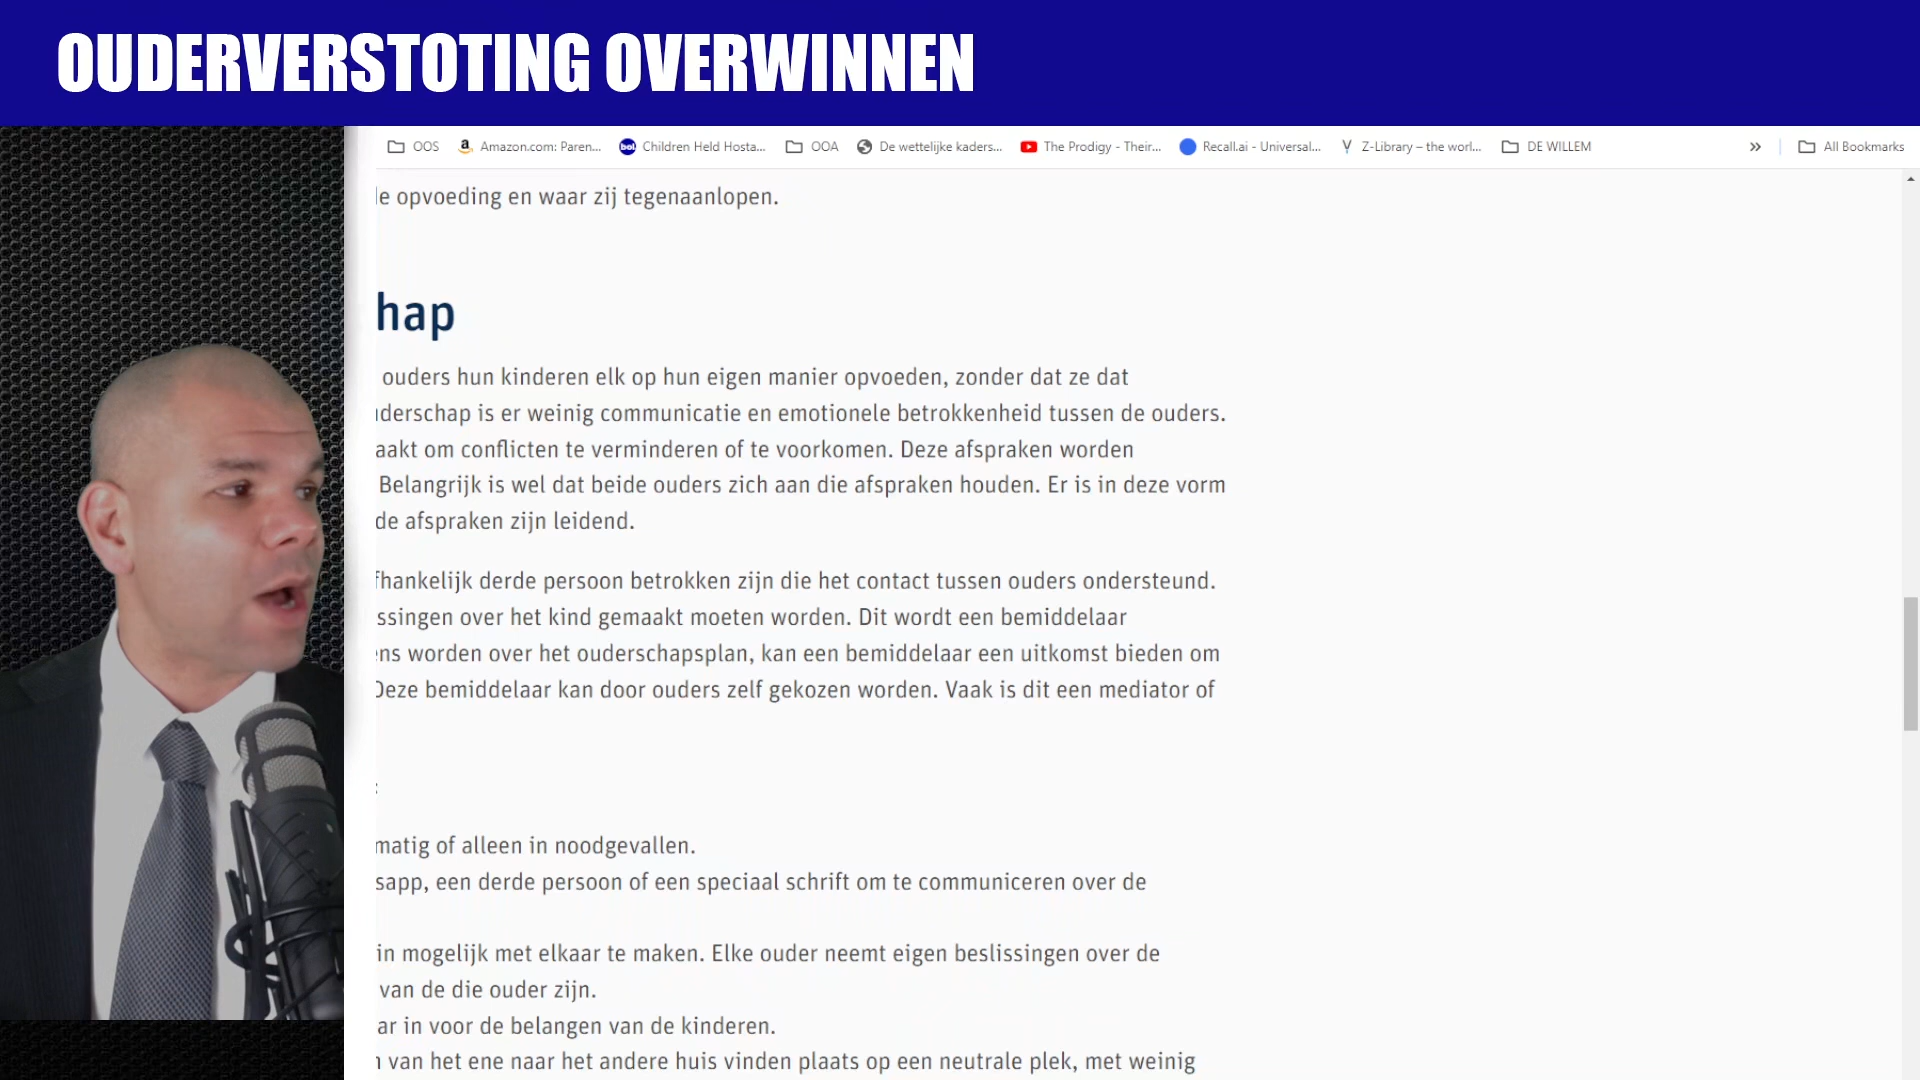 OUDERVERSTOTING OVERWINNEN
OOS Amazon.com: Paren... Children Held Hosta... OOA De wettelijke kaders... The Prodigy - Their... Recall.ai - Universal... Z-Library – the worl... DE WILLEM » All Bookmarks
opvoeding en waar zij tegenaanlopen.
hap
ouders hun kinderen elk op hun eigen manier opvoeden, zonder dat ze dat
derschap is er weinig communicatie en emotionele betrokkenheid tussen de ouders.
aakt om conflicten te verminderen of te voorkomen. Deze afspraken worden
Belangrijk is wel dat beide ouders zich aan die afspraken houden. Er is in deze vorm
de afspraken zijn leidend.
fhankelijk derde persoon betrokken zijn die het contact tussen ouders ondersteund.
ssingen over het kind gemaakt moeten worden. Dit wordt een bemiddelaar
ns worden over het ouderschapsplan, kan een bemiddelaar een uitkomst bieden om
Deze bemiddelaar kan door ouders zelf gekozen worden. Vaak is dit een mediator of
:
matig of alleen in noodgevallen.
sapp, een derde persoon of een speciaal schrift om te communiceren over de
in mogelijk met elkaar te maken. Elke ouder neemt eigen beslissingen over de
van de die ouder zijn.
ar in voor de belangen van de kinderen.
van het ene naar het andere huis vinden plaats op een neutrale plek, met weinig